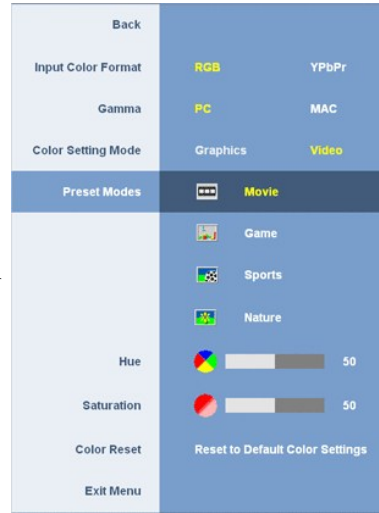 Back
Input Color Format RGB YPbPr
Gamma PC MAC
Color Setting Mode Graphics Video
Preset Modes Movie
Game
Sports
Nature
Hue 50
Saturation 50
Color Reset Reset to Default Color Settings
Exit Menu